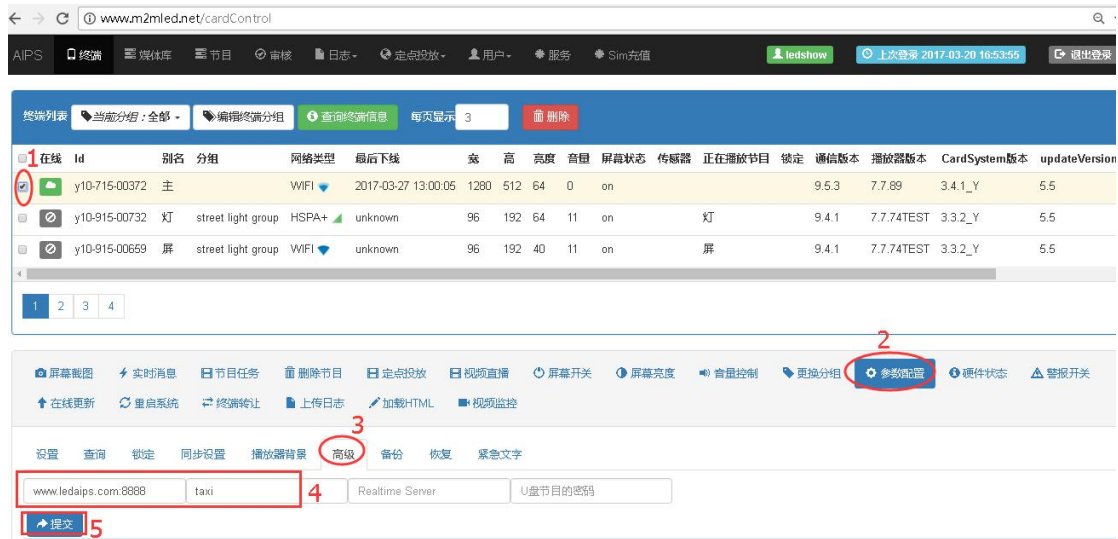 www.m2mled.net/cardControl
AIPS 终端 媒体库 节目 审核 日志 定点投放 用户 服务 Sim充值 ledshow 上次登录 2017-03-20 16:53:55 退出登录
终端列表 当前分组：全部 编辑终端分组 查询终端信息 每页显示 3 删除
1 在线 Id 别名 分组 网络类型 最后下线 宽 高 亮度 音量 屏幕状态 传感器 正在播放节目 锁定 通信版本 播放器版本 CardSystem版本 updateVersion
y10-715-00372 主 WIFI 2017-03-27 13:00:05 1280 512 64 0 on 9.5.3 7.7.89 3.4.1_Y 5.5
y10-915-00732 灯 street light group HSPA+ unknown 96 192 64 11 on 灯 9.4.1 7.7.74TEST 3.3.2_Y 5.5
y10-915-00659 屏 street light group WIFI unknown 96 192 40 11 on 屏 9.4.1 7.7.74TEST 3.3.2_Y 5.5
1 2 3 4
2
屏幕截图 实时消息 节目任务 删除节目 定点投放 视频直播 屏幕开关 屏幕亮度 音量控制 更换分组 参数配置 硬件状态 警报开关
在线更新 重启系统 终端转让 上传日志 加载HTML 视频监控
3
设置 查询 锁定 同步设置 播放器背景 高级 备份 恢复 紧急文字
www.ledaips.com:8888 taxi 4 Realtime Server U盘节目的密码
提交 5